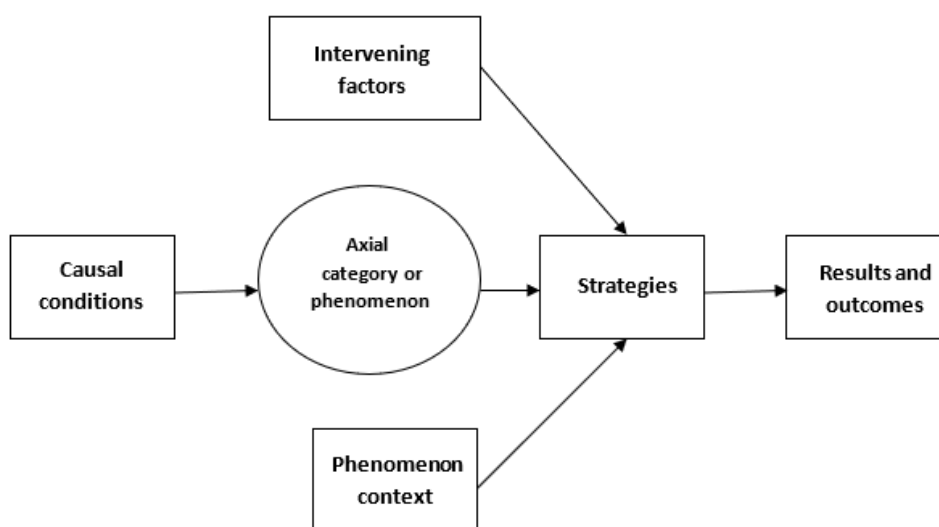 Intervening
factors
Causal
conditions
Axial
category or
phenomenon
Strategies
Results and
outcomes
Phenomenon
context